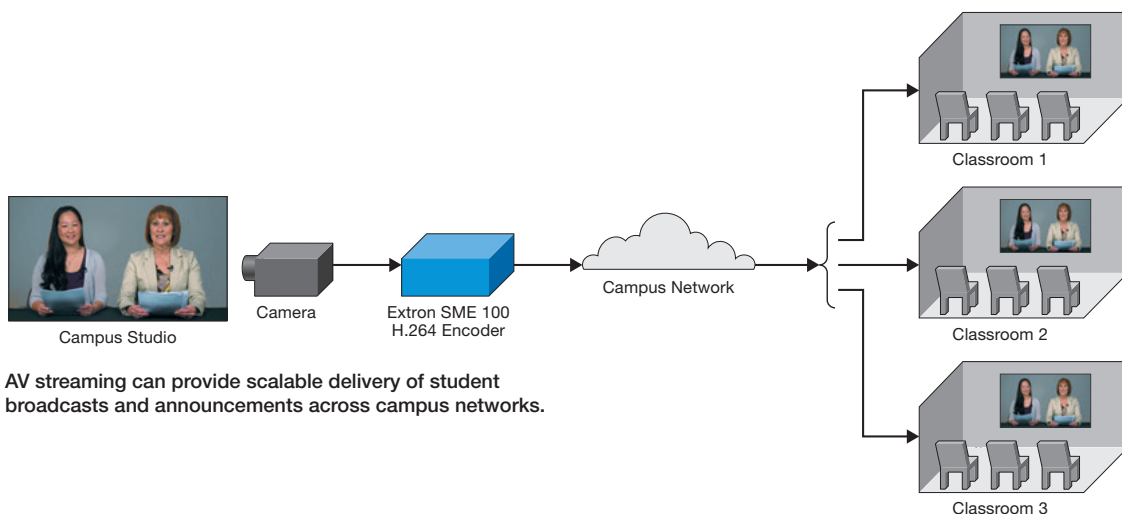 Classroom 1
Campus Studio
Camera
Extron SME 100
H.264 Encoder
Campus Network
Classroom 2
AV streaming can provide scalable delivery of student
broadcasts and announcements across campus networks.
Classroom 3